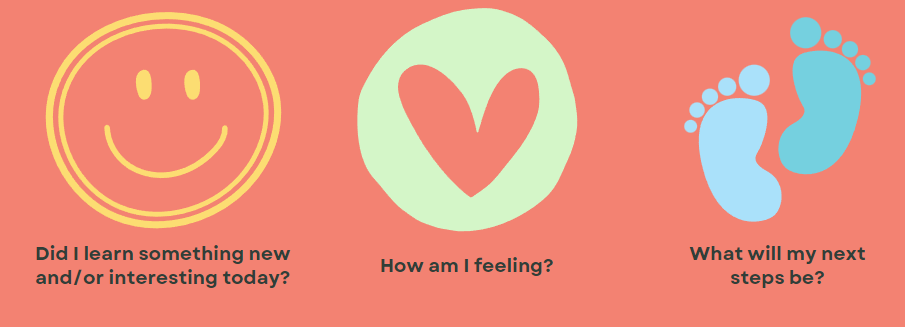 Did I learn something new
and/or interesting today?
How am I feeling?
What will my next
steps be?